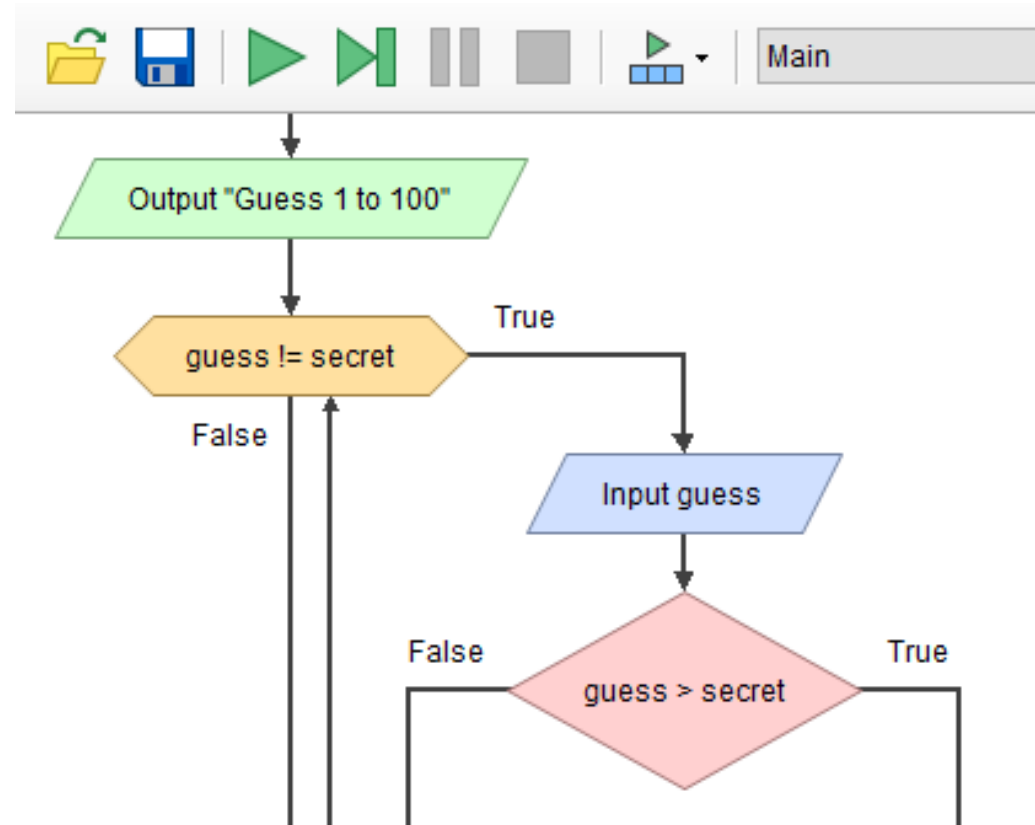 Main
Output "Guess 1 to 100"
True
guess != secret
False
Input guess
False
True
guess > secret